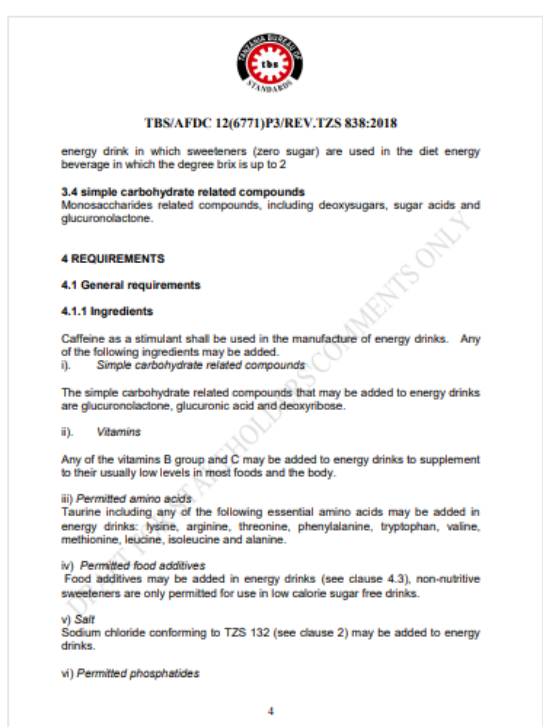 TANZANIA BUREAU OF
tbs
STANDARDS
TBS/AFDC 12(6771)P3/REV.TZS 838:2018
energy drink in which sweeteners (zero sugar) are used in the diet energy
beverage in which the degree brix is up to 2
3.4 simple carbohydrate related compounds
Monosaccharides related compounds, including deoxysugars, sugar acids and
glucuronolactone.
4 REQUIREMENTS
4.1 General requirements
4.1.1 Ingredients
Caffeine as a stimulant shall be used in the manufacture of energy drinks. Any
of the following ingredients may be added.
i). Simple carbohydrate related compounds
The simple carbohydrate related compounds that may be added to energy drinks
are glucuronolactone, glucuronic acid and deoxyribose.
ii). Vitamins
Any of the vitamins B group and C may be added to energy drinks to supplement
to their usually low levels in most foods and the body.
iii) Permitted amino acids
Taurine including any of the following essential amino acids may be added in
energy drinks: lysine, arginine, threonine, phenylalanine, tryptophan, valine,
methionine, leucine, isoleucine and alanine.
iv) Permitted food additives
Food additives may be added in energy drinks (see clause 4.3), non-nutritive
sweeteners are only permitted for use in low calorie sugar free drinks.
v) Salt
Sodium chloride conforming to TZS 132 (see clause 2) may be added to energy
drinks.
vi) Permitted phosphatides
4
DRAFT FOR STAKEHOLDERS COMMENTS ONLY